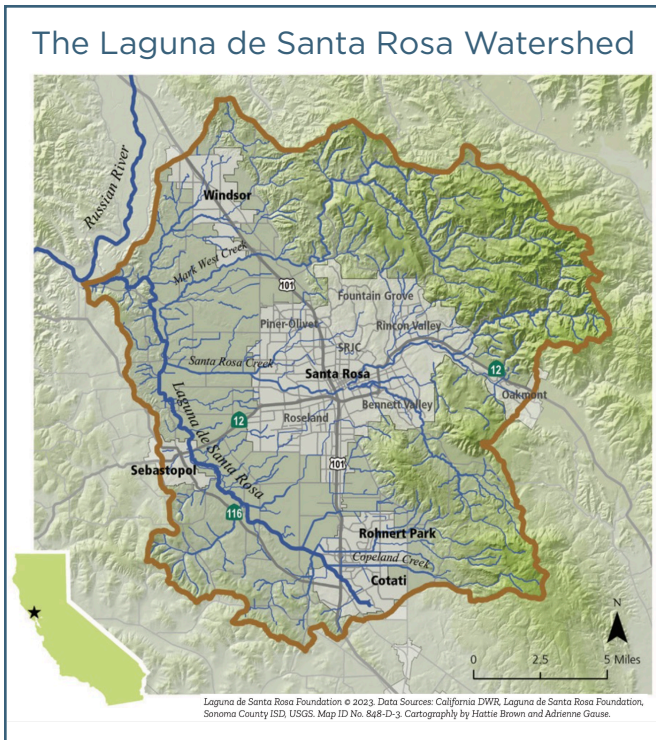 The Laguna de Santa Rosa Watershed
Russian River
Windsor
Mark West Creek
101
Fountain Grove
Piner-Olivet
Rincon Valley
SRJC
Santa Rosa Creek
Santa Rosa
12
Oakmont
Laguna de Santa Rosa
Bennett Valley
12
Roseland
101
Sebastopol
116
Rohnert Park
Copeland Creek
Cotati
N
0 2.5 5 Miles
Laguna de Santa Rosa Foundation © 2023. Data Sources: California DWR, Laguna de Santa Rosa Foundation,
Sonoma County ISD, USGS. Map ID No. 848-D-3. Cartographly by Hattie Brown and Adrienne Gause.